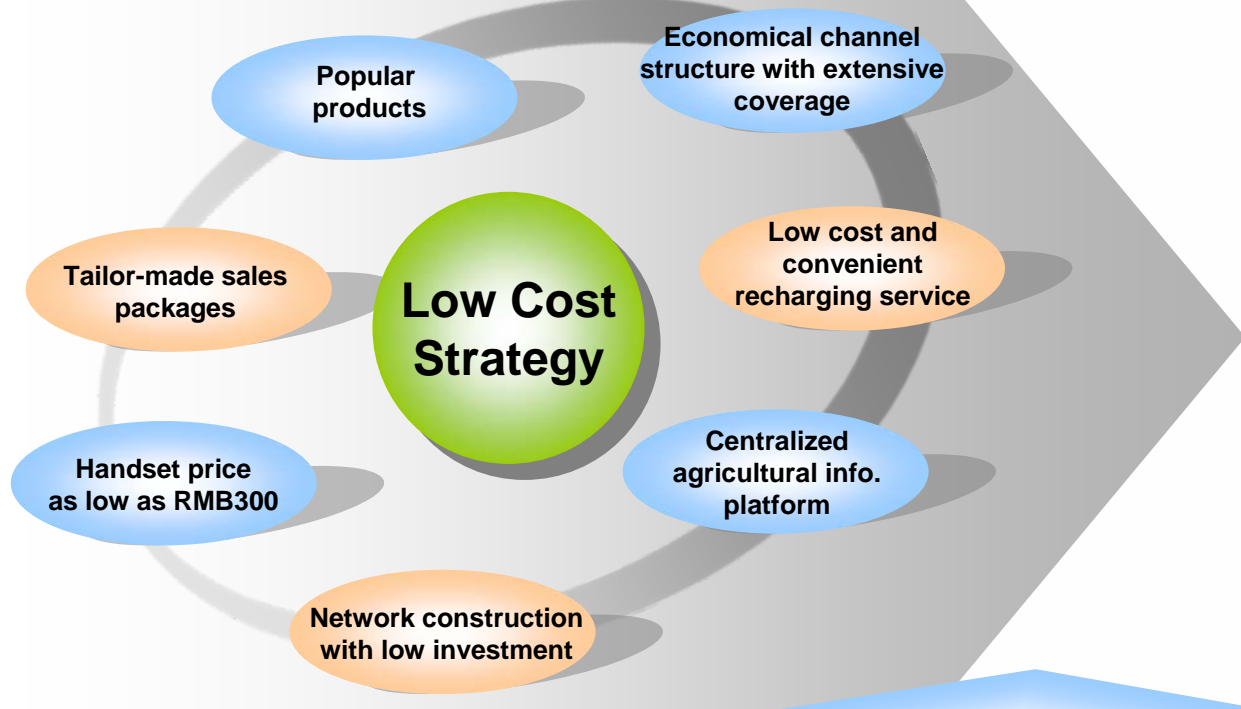 Popular
products
Economical channel
structure with extensive
coverage
Tailor-made sales
packages
Low Cost
Strategy
Low cost and
convenient
recharging service
Handset price
as low as RMB300
Centralized
agricultural info.
platform
Network construction
with low investment